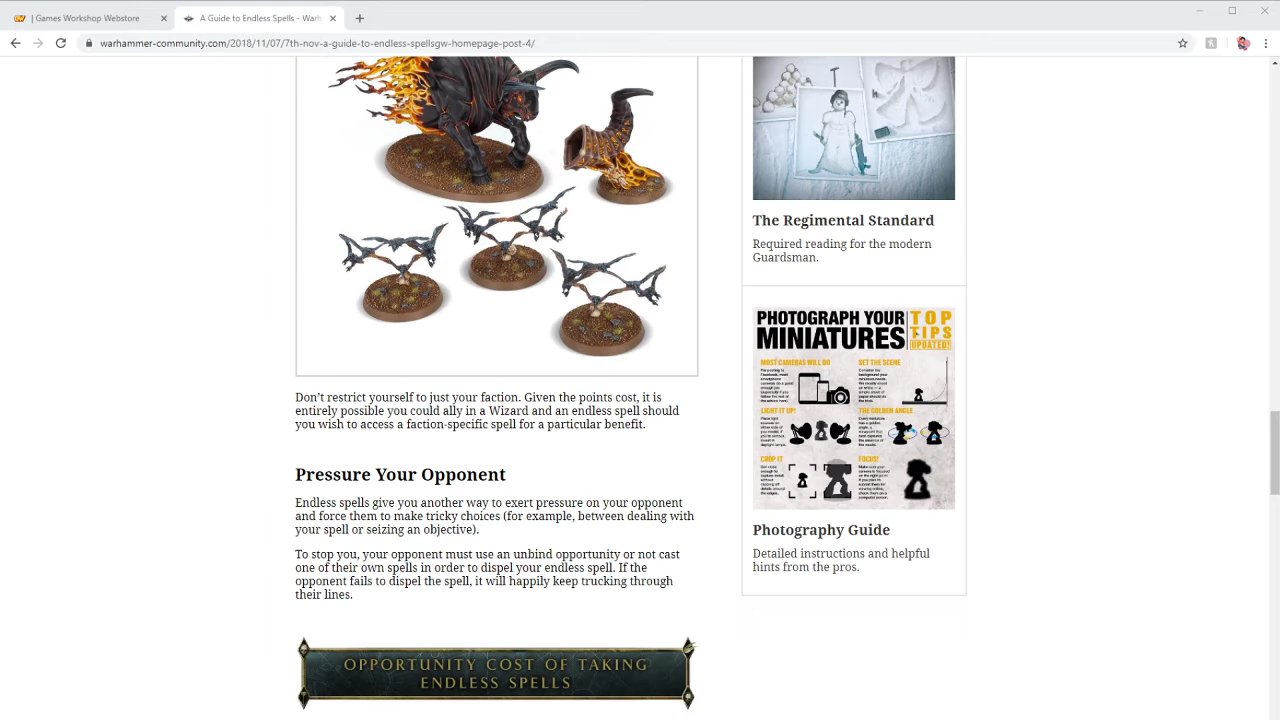 | Games Workshop Webstore
A Guide to Endless Spells - Warh
warhammer-community.com/2018/11/07/7th-nov-a-guide-to-endless-spellsgw-homepage-post-4/
Don't restrict yourself to just your faction. Given the points cost, it is
entirely possible you could ally in a Wizard and an endless spell should
you wish to access a faction-specific spell for a particular benefit.
Pressure Your Opponent
Endless spells give you another way to exert pressure on your opponent
and force them to make tricky choices (for example, between dealing with
your spell or seizing an objective).
To stop you, your opponent must use an unbind opportunity or not cast
one of their own spells in order to dispel your endless spell. If the
opponent fails to dispel the spell, it will happily keep trucking through
their lines.
OPPORTUNITY COST OF TAKING
ENDLESS SPELLS
The Regimental Standard
Required reading for the modern
Guardsman.
PHOTOGRAPH YOUR
MINIATURES
TOP
TIPS
UPDATED!
MOST CAMERAS WILL DO
SET THE SCENE
LIGHT IT UP!
THE GOLDEN ANGLE
CROP IT
FOCUS!
Photography Guide
Detailed instructions and helpful
hints from the pros.